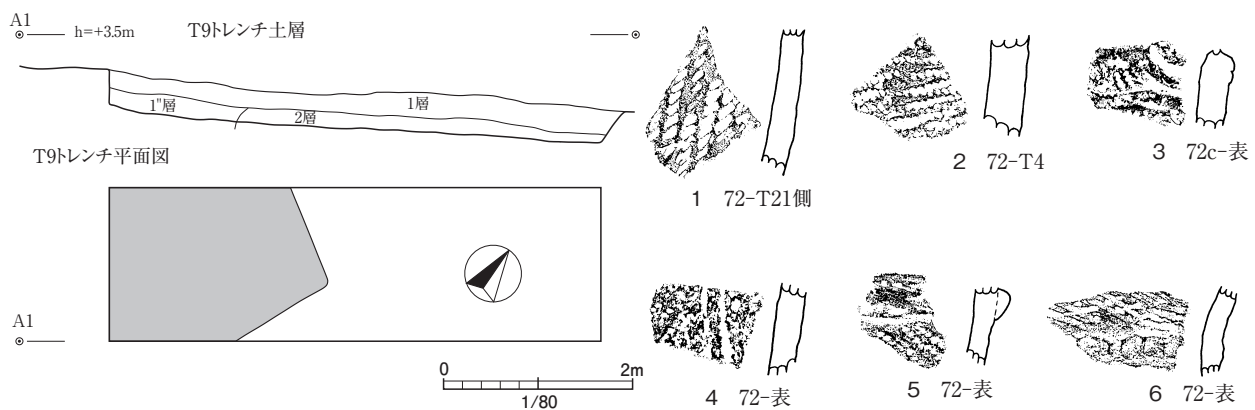 A1
h=+3.5m
T9トレンチ土層
1"層
2層
1層
T9トレンチ平面図
A1
0 2m
1/80
1 72-T21側
2 72-T4
3 72c-表
4 72-表
5 72-表
6 72-表